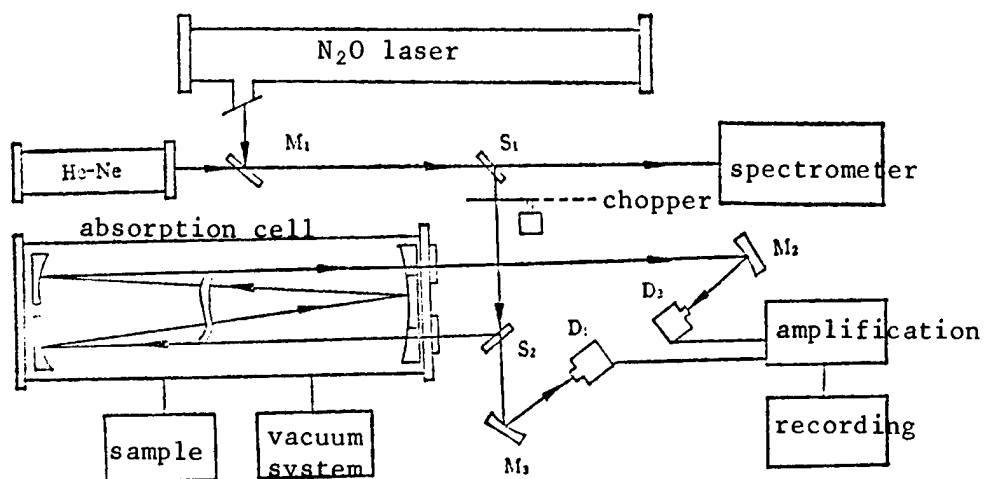 N₂O laser
M₁
S₁
He-Ne
spectrometer
chopper
absorption cell
M₂
D₂
D₁
amplification
S₂
sample
vacuum
system
M₃
recording